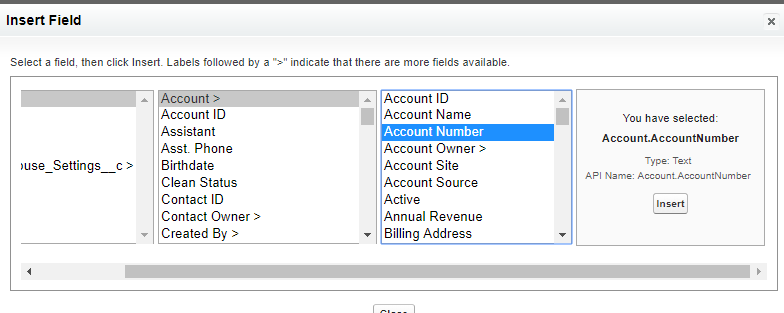 Insert Field
Select a field, then click Insert. Labels followed by a ">" indicate that there are more fields available.
ouse_Settings__c >
Account >
Account ID
Assistant
Asst. Phone
Birthdate
Clean Status
Contact ID
Contact Owner >
Created By >
Account ID
Account Name
Account Number
Account Owner >
Account Site
Account Source
Active
Annual Revenue
Billing Address
You have selected:
Account.AccountNumber
Type: Text
API Name: Account.AccountNumber
Insert
Close